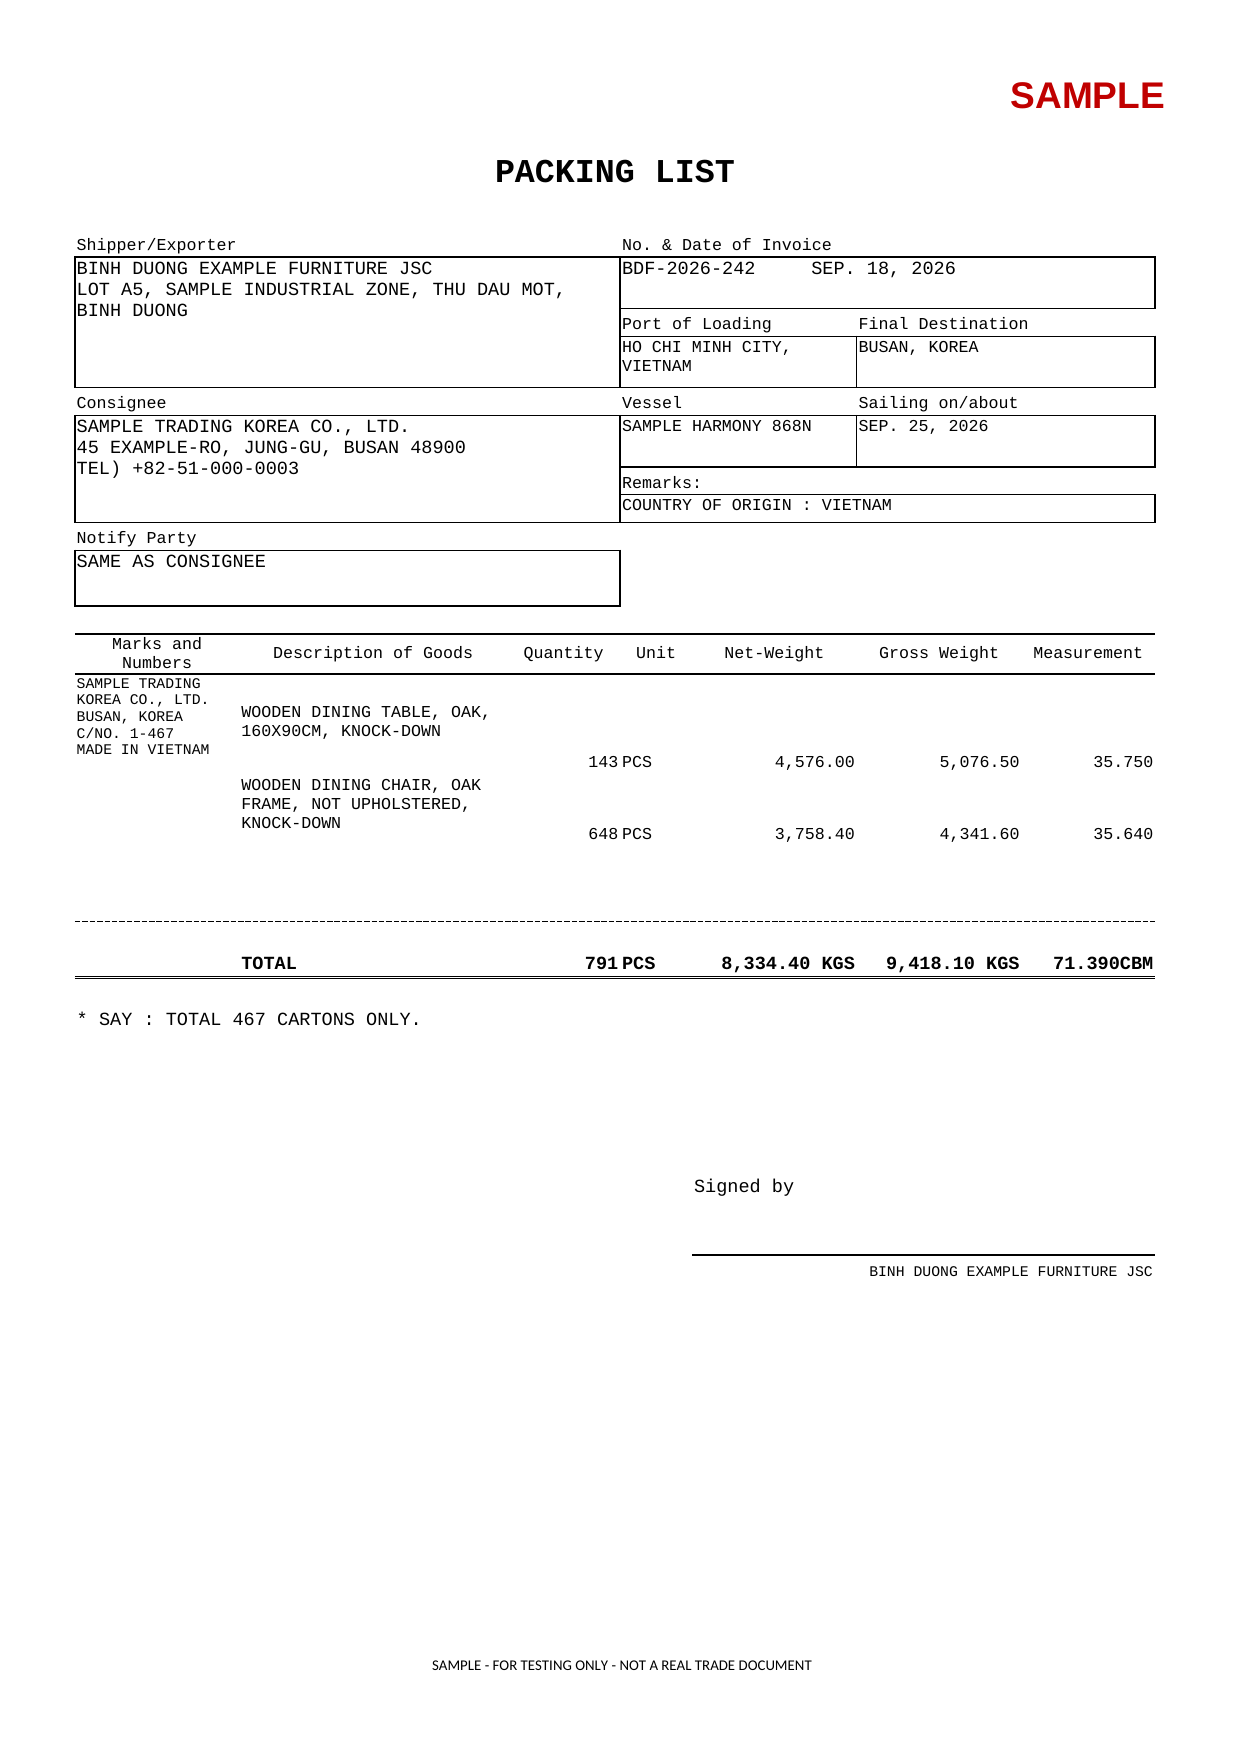 SAMPLE
PACKING LIST
Shipper/Exporter
No. & Date of Invoice
BINH DUONG EXAMPLE FURNITURE JSC
LOT A5, SAMPLE INDUSTRIAL ZONE, THU DAU MOT,
BINH DUONG
BDF-2026-242 SEP. 18, 2026
Port of Loading
Final Destination
HO CHI MINH CITY,
VIETNAM
BUSAN, KOREA
Consignee
Vessel
Sailing on/about
SAMPLE TRADING KOREA CO., LTD.
45 EXAMPLE-RO, JUNG-GU, BUSAN 48900
TEL) +82-51-000-0003
SAMPLE HARMONY 868N
SEP. 25, 2026
Remarks:
COUNTRY OF ORIGIN : VIETNAM
Notify Party
SAME AS CONSIGNEE
Marks and
Numbers
Description of Goods
Quantity
Unit
Net-Weight
Gross Weight
Measurement
SAMPLE TRADING
KOREA CO., LTD.
BUSAN, KOREA
C/NO. 1-467
MADE IN VIETNAM
WOODEN DINING TABLE, OAK,
160X90CM, KNOCK-DOWN
143 PCS 4,576.00 5,076.50 35.750
WOODEN DINING CHAIR, OAK
FRAME, NOT UPHOLSTERED,
KNOCK-DOWN
648 PCS 3,758.40 4,341.60 35.640
TOTAL 791 PCS 8,334.40 KGS 9,418.10 KGS 71.390CBM
* SAY : TOTAL 467 CARTONS ONLY.
Signed by
BINH DUONG EXAMPLE FURNITURE JSC
SAMPLE - FOR TESTING ONLY - NOT A REAL TRADE DOCUMENT